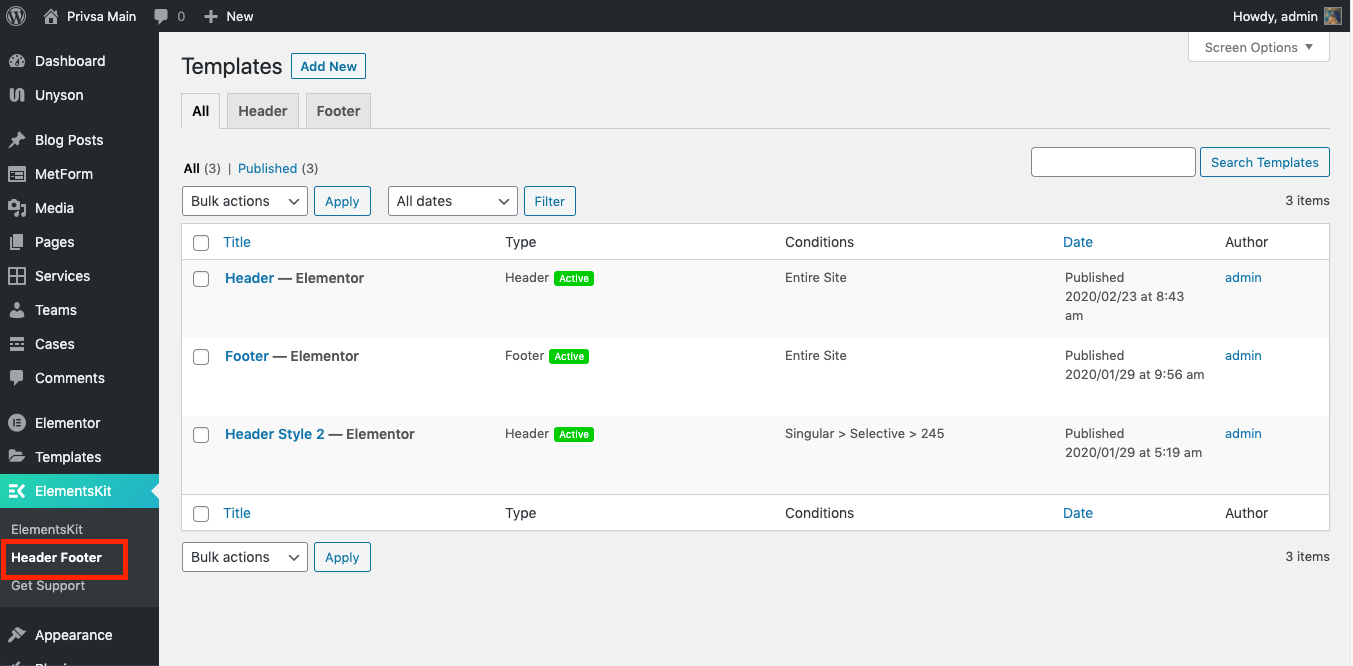 Privsa Main 0 New Howdy, admin
Screen Options
Dashboard
Unyson
Blog Posts
MetForm
Media
Pages
Services
Teams
Cases
Comments
Elementor
Templates
ElementsKit
ElementsKit
Header Footer
Get Support
Appearance
Templates Add New
All Header Footer
All (3) | Published (3)
Search Templates
Bulk actions Apply All dates Filter 3 items
Title Type Conditions Date Author
Header — Elementor Header Active Entire Site Published admin
2020/02/23 at 8:43
am
Footer — Elementor Footer Active Entire Site Published admin
2020/01/29 at 9:56 am
Header Style 2 — Elementor Header Active Singular > Selective > 245 Published admin
2020/01/29 at 5:19 am
Title Type Conditions Date Author
Bulk actions Apply 3 items